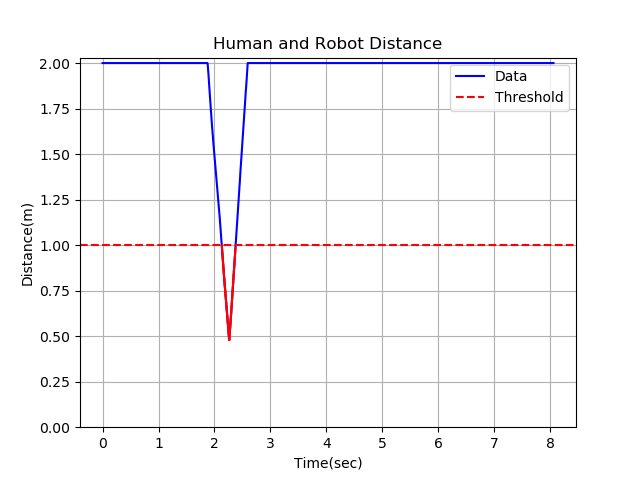 Human and Robot Distance
2.00
1.75
1.50
1.25
1.00
0.75
0.50
0.25
0.00
Distance(m)
Data
Threshold
0 1 2 3 4 5 6 7 8
Time(sec)